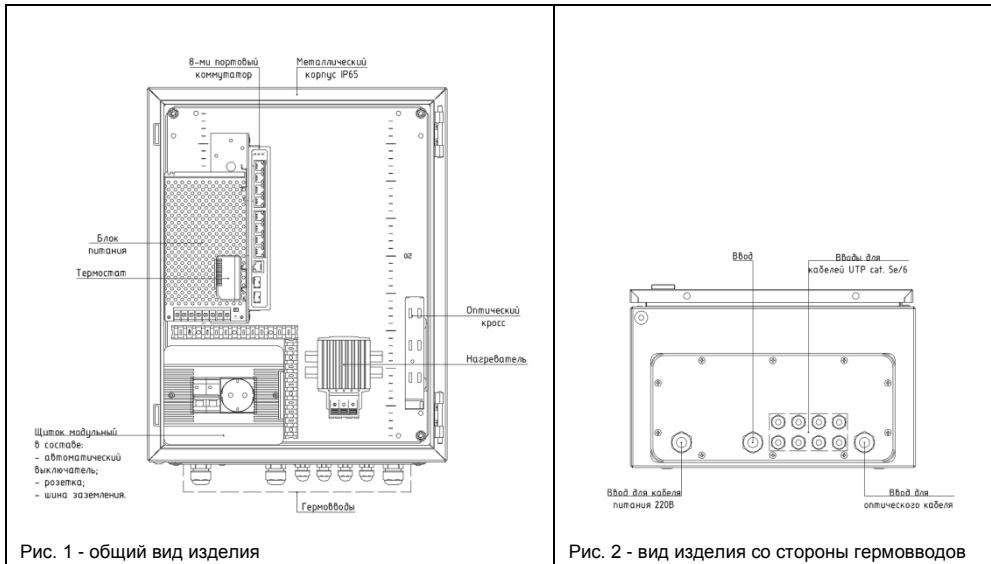 8-ми портовый
коммутатор
Металлический
корпус IP65
Блок
питания
Термостат
20
Оптический
кросс
Нагреватель
Щиток модульный
в составе:
- автоматический
выключатель;
- розетка;
- шина заземления.
Гермовводы
Рис. 1 - общий вид изделия
Ввод
Вводы для
кабелей UTP cat. 5e/6
Ввод для кабеля
питания 220В
Ввод для
оптического кабеля
Рис. 2 - вид изделия со стороны гермовводов